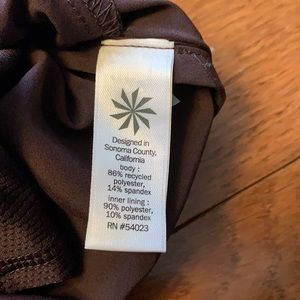 Designed in
Sonoma County,
California
body :
86% recycled
polyester,
14% spandex
inner lining :
90% polyester,
10% spandex
RN #54023